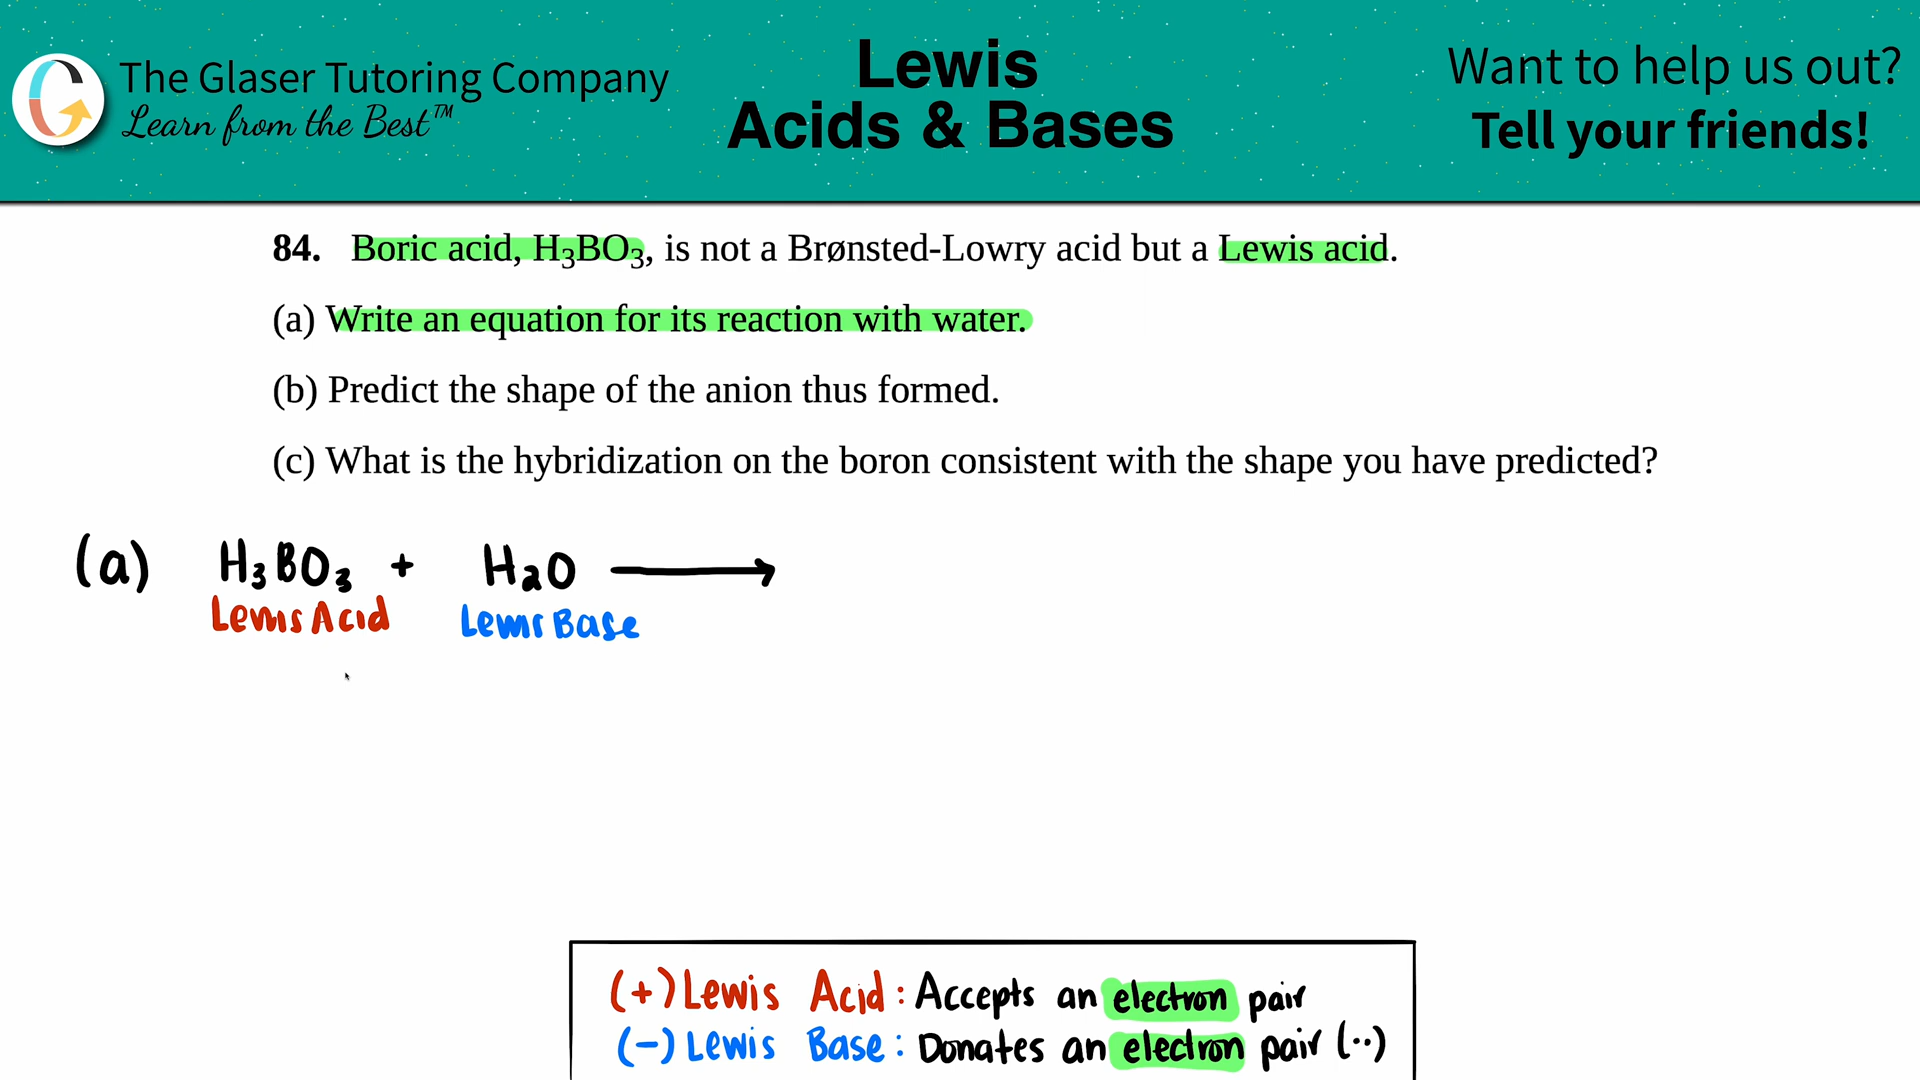 The Glaser Tutoring Company
Learn from the Best™
Lewis
Acids & Bases
Want to help us out?
Tell your friends!
84. Boric acid, H₃BO₃, is not a Brønsted-Lowry acid but a Lewis acid.
(a) Write an equation for its reaction with water.
(b) Predict the shape of the anion thus formed.
(c) What is the hybridization on the boron consistent with the shape you have predicted?
(a) H₃BO₃ + H₂O ⟶
Lewis Acid Lewis Base
(+) Lewis Acid: Accepts an electron pair
(−) Lewis Base: Donates an electron pair (··)